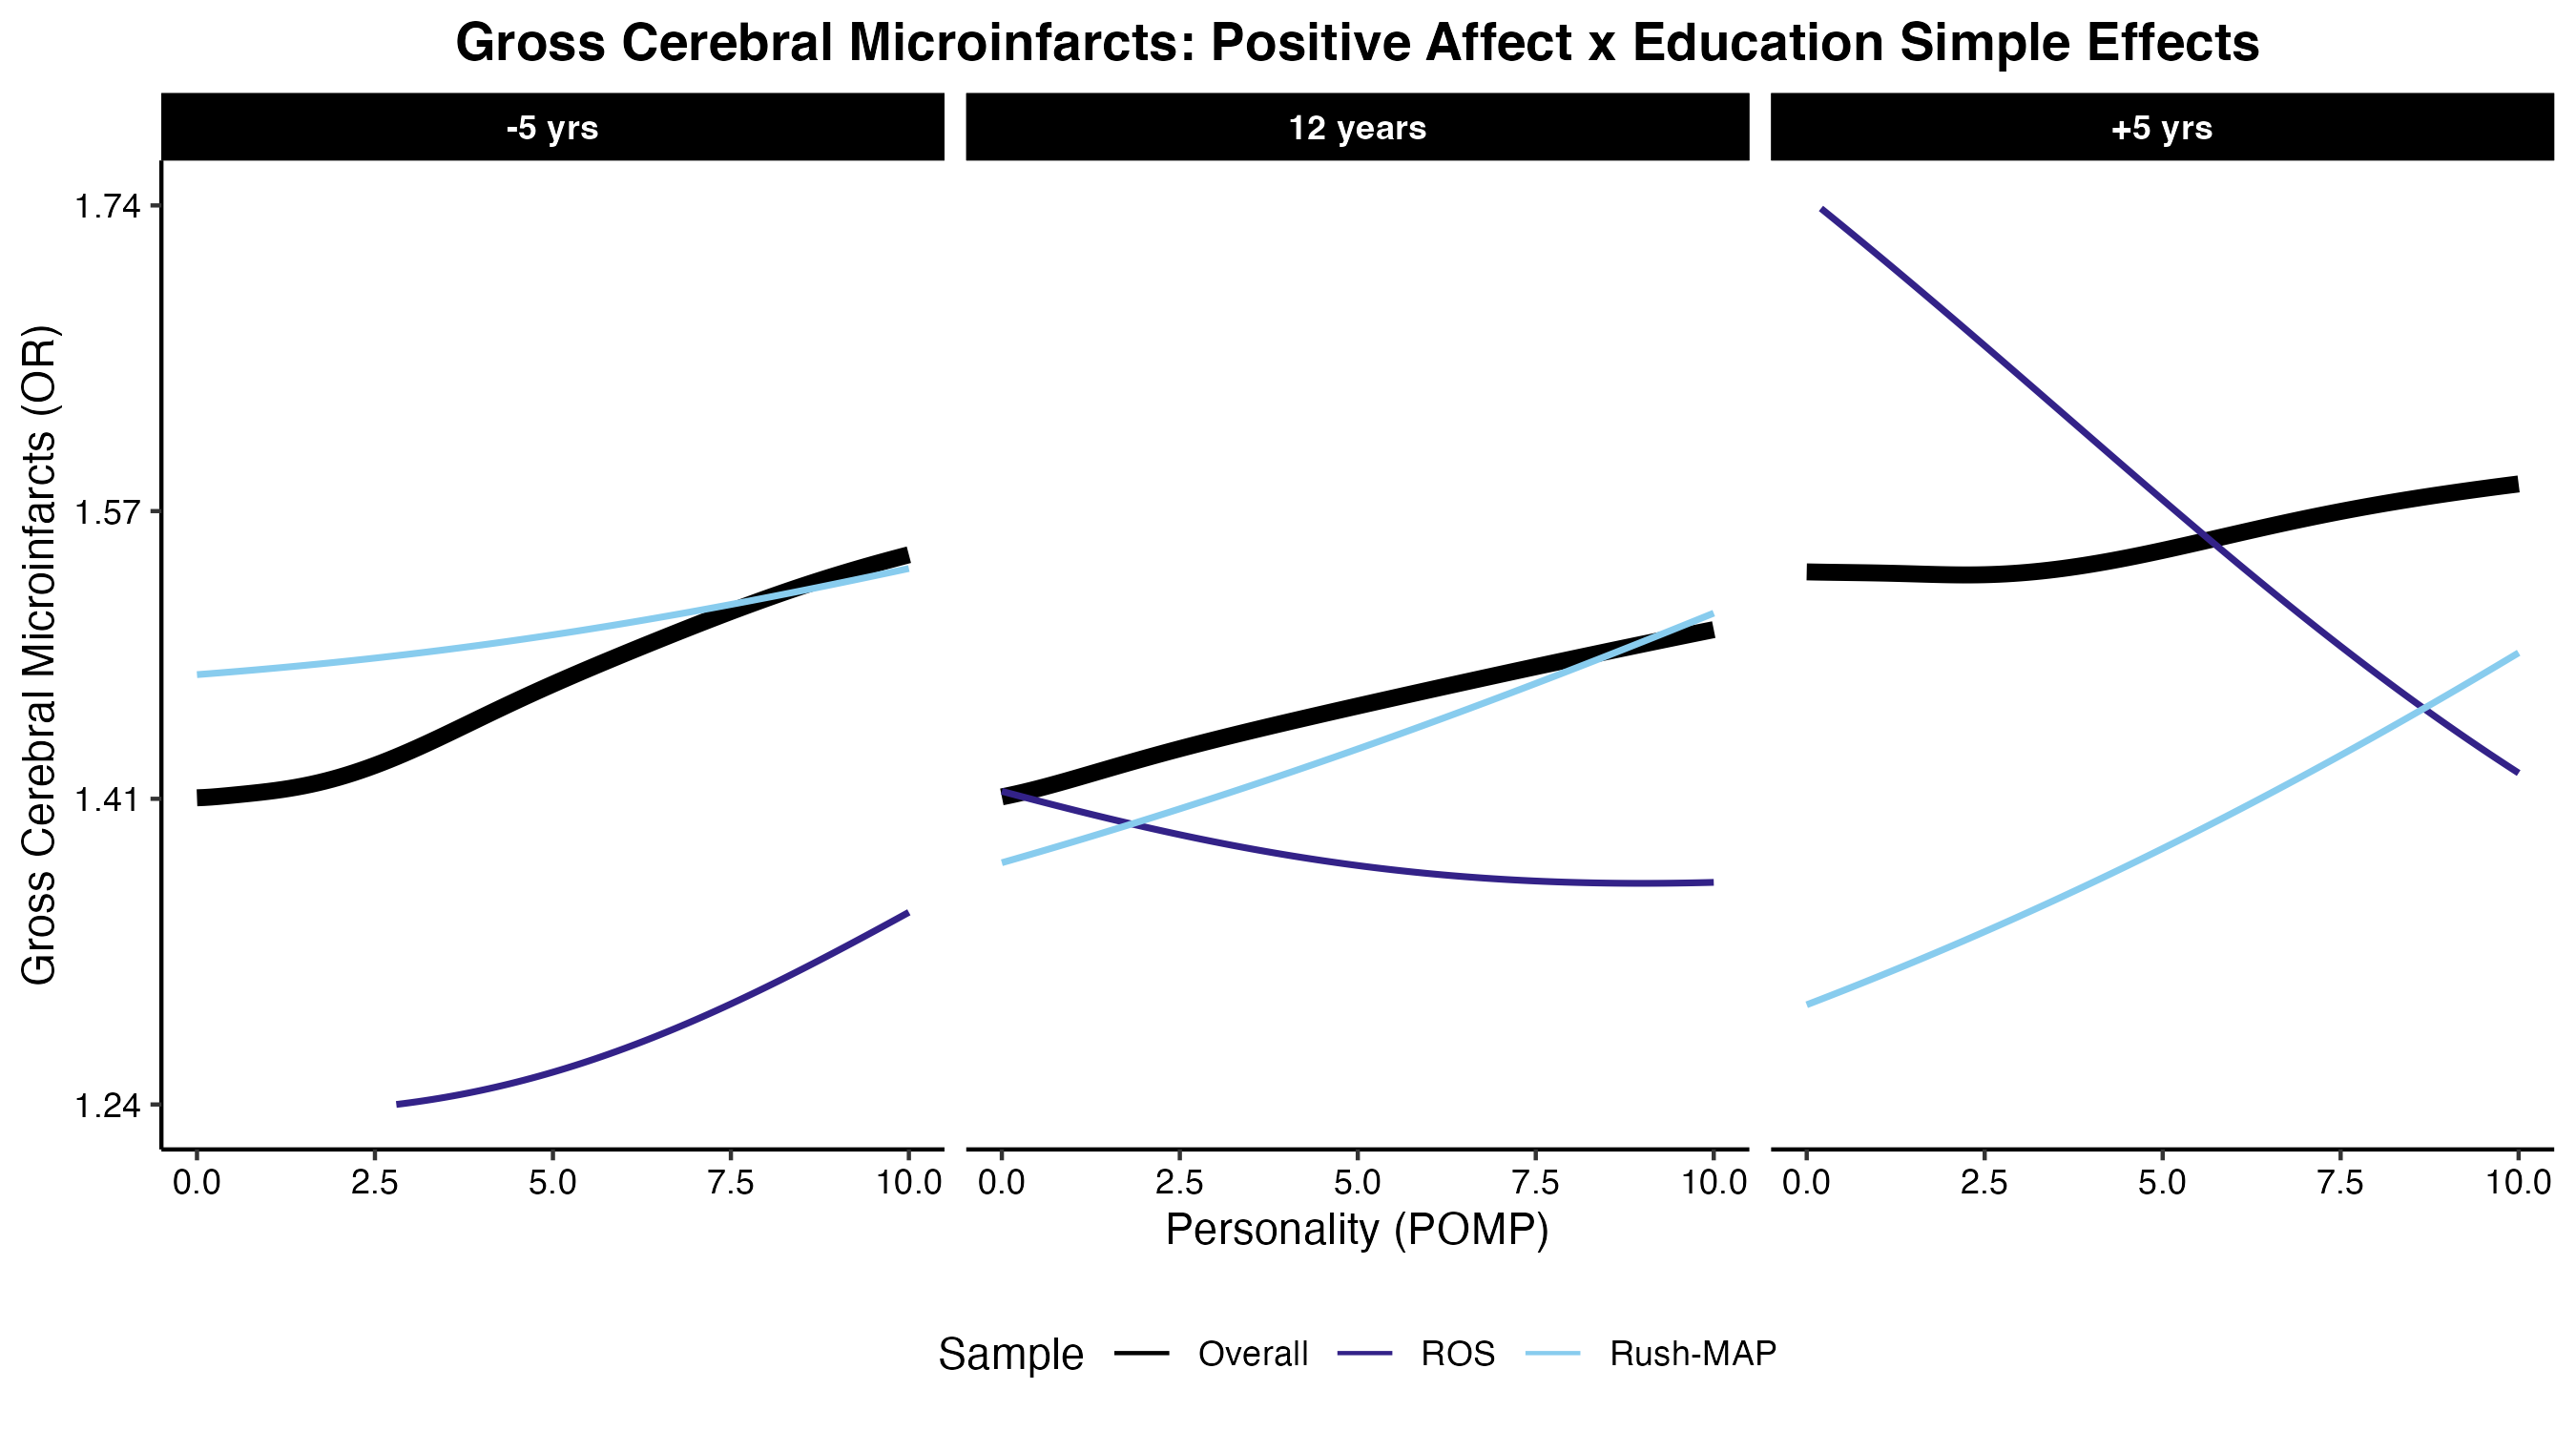 Gross Cerebral Microinfarcts: Positive Affect x Education Simple Effects
-5 yrs
12 years
+5 yrs
Gross Cerebral Microinfarcts (OR)
1.74
1.57
1.41
1.24
0.0 2.5 5.0 7.5 10.0
0.0 2.5 5.0 7.5 10.0
0.0 2.5 5.0 7.5 10.0
Personality (POMP)
Sample Overall ROS Rush-MAP